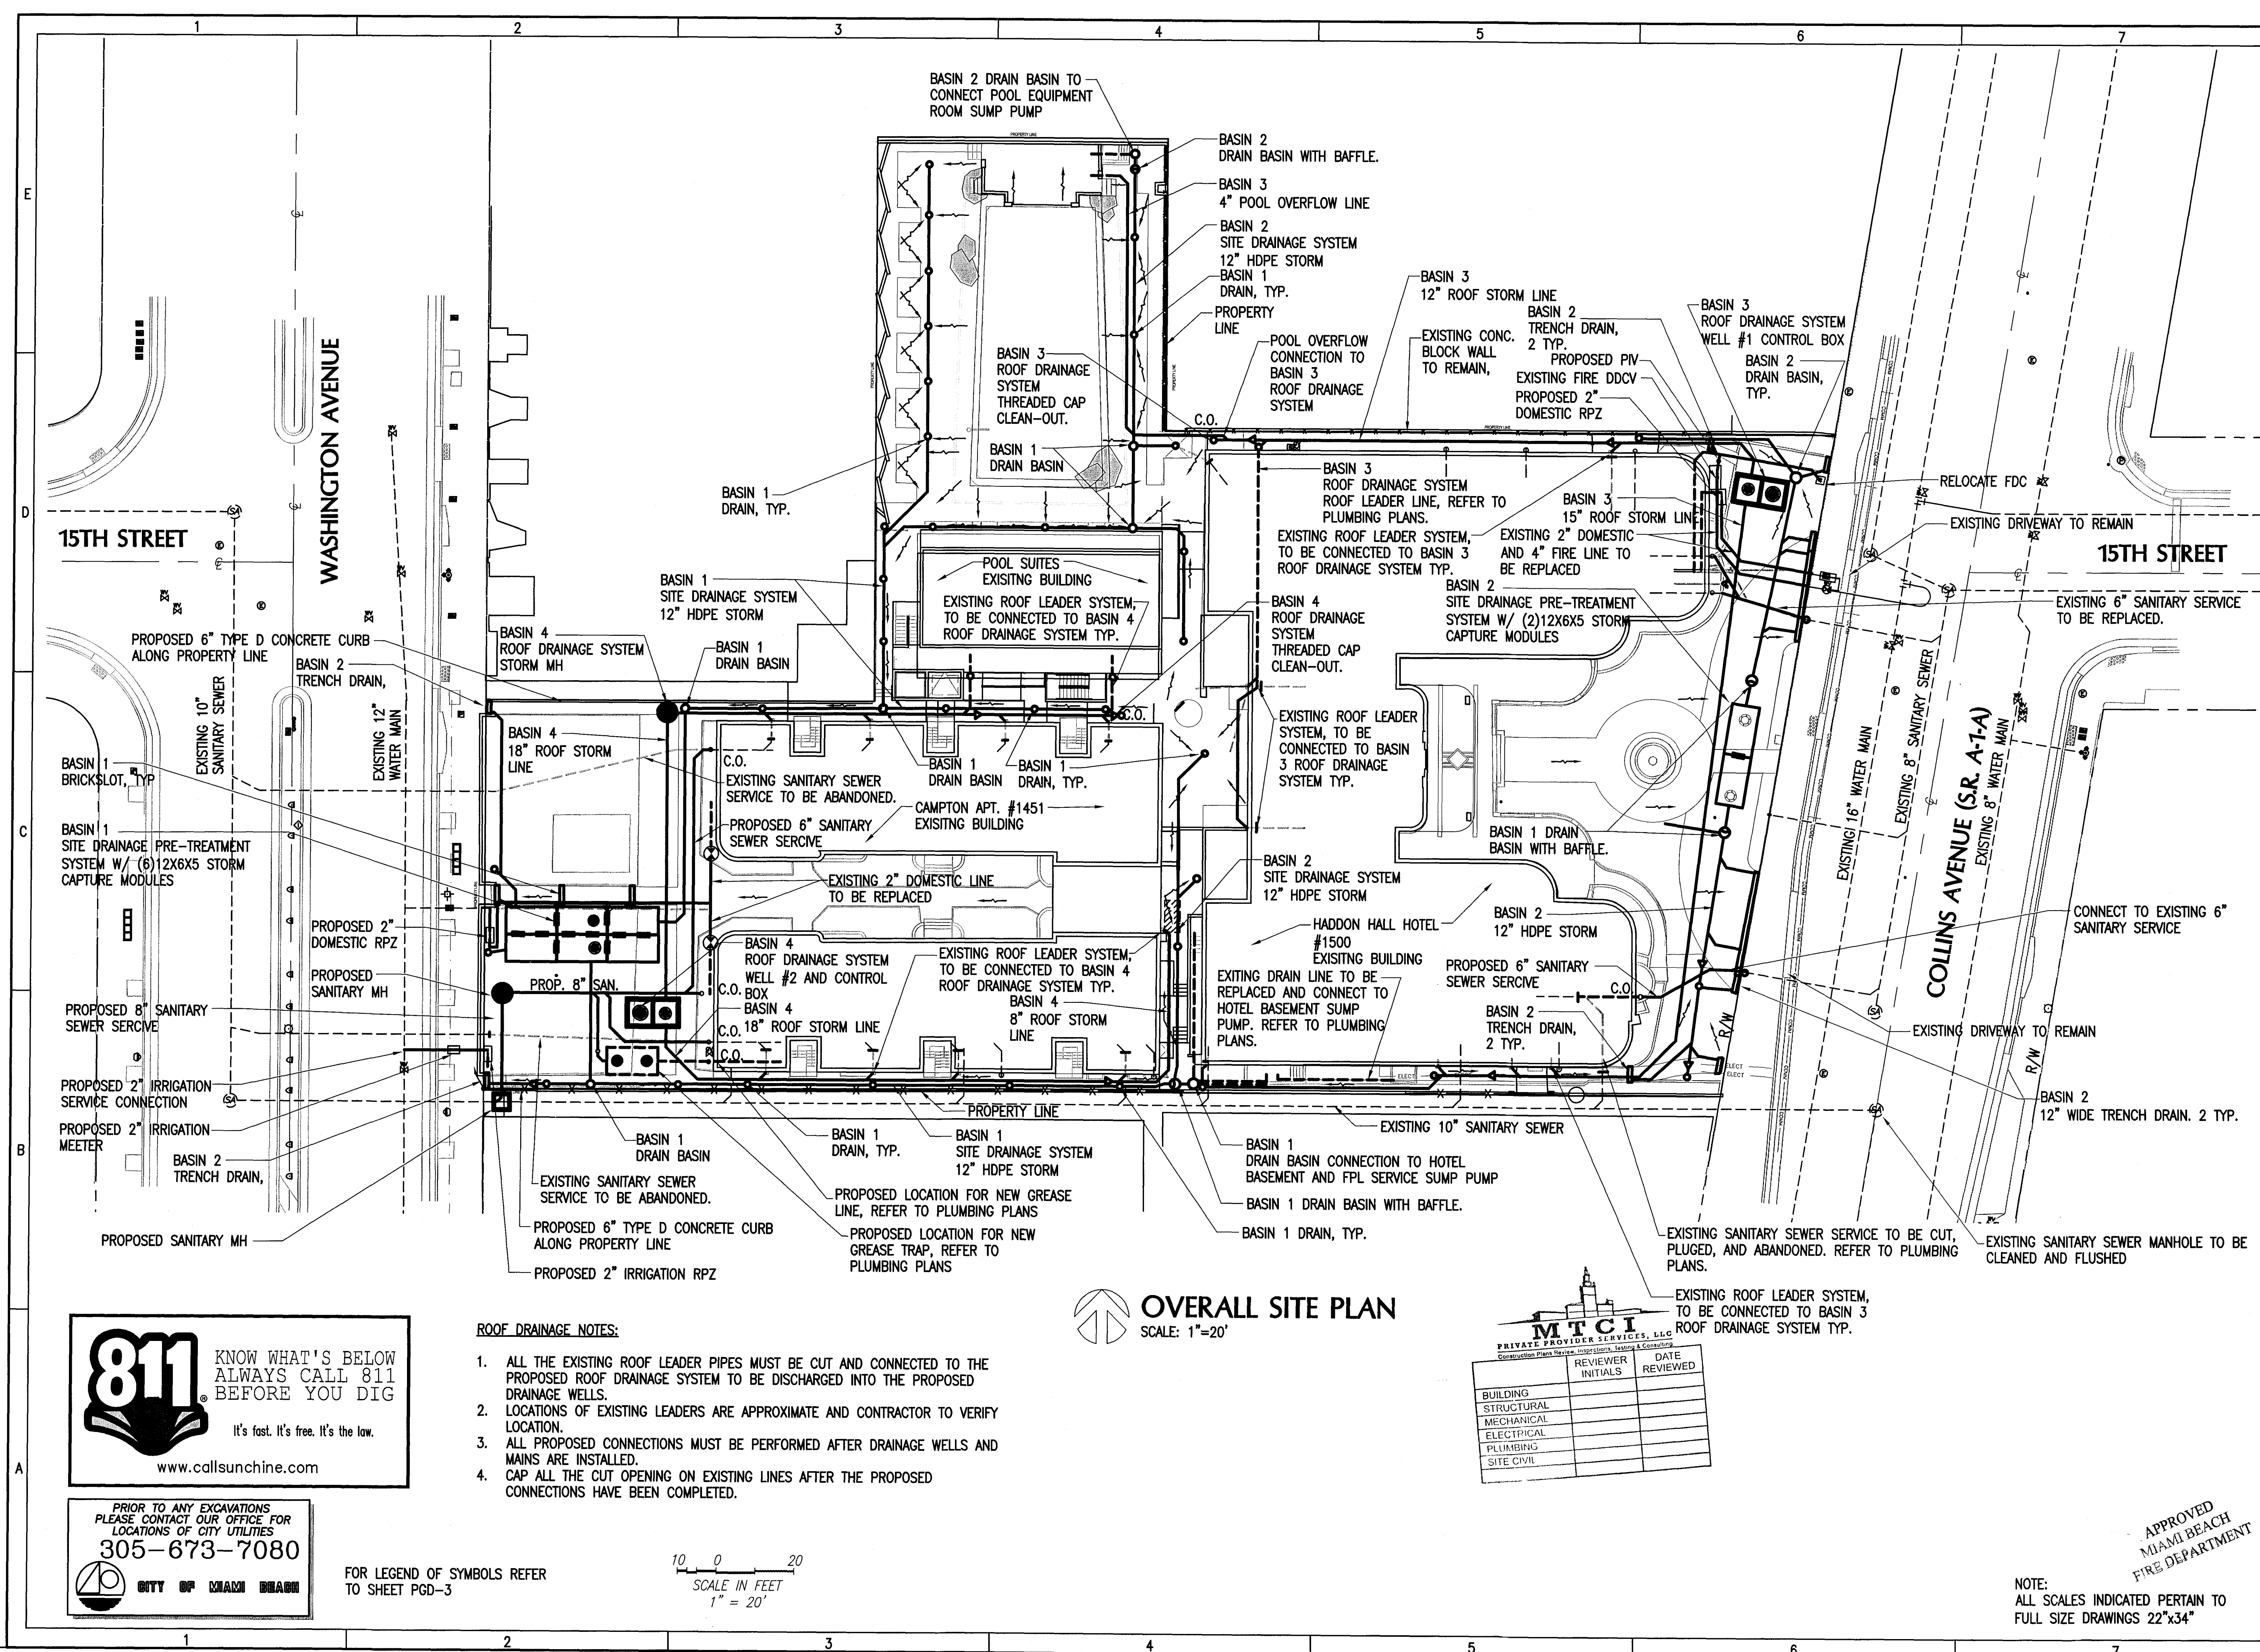 1 2 3 4 5 6 7
E
D
C
B
A
BASIN 2 DRAIN BASIN TO
CONNECT POOL EQUIPMENT
ROOM SUMP PUMP
PROPERTY LINE
BASIN 2
DRAIN BASIN WITH BAFFLE.
BASIN 3
4" POOL OVERFLOW LINE
BASIN 2
SITE DRAINAGE SYSTEM
12" HDPE STORM
BASIN 1
DRAIN, TYP.
PROPERTY
LINE
POOL OVERFLOW
CONNECTION TO
BASIN 3
ROOF DRAINAGE
SYSTEM
BASIN 3
12" ROOF STORM LINE
EXISTING CONC.
BLOCK WALL
TO REMAIN,
BASIN 2
TRENCH DRAIN,
2 TYP.
PROPOSED PIV
EXISTING FIRE DDCV
PROPOSED 2"
DOMESTIC RPZ
BASIN 3
ROOF DRAINAGE SYSTEM
WELL #1 CONTROL BOX
BASIN 2
DRAIN BASIN,
TYP.
BASIN 3
ROOF DRAINAGE
SYSTEM
THREADED CAP
CLEAN-OUT.
BASIN 1
DRAIN BASIN
C.O.
PROPERTY LINE
PROPERTY LINE
PROPERTY LINE
WASHINGTON AVENUE
15TH STREET
BASIN 1
DRAIN, TYP.
BASIN 3
ROOF DRAINAGE SYSTEM
ROOF LEADER LINE, REFER TO
PLUMBING PLANS.
BASIN 3
15" ROOF STORM LINE
RELOCATE FDC
EXISTING DRIVEWAY TO REMAIN
15TH STREET
EXISTING ROOF LEADER SYSTEM,
TO BE CONNECTED TO BASIN 3
ROOF DRAINAGE SYSTEM TYP.
EXISTING 2" DOMESTIC
AND 4" FIRE LINE TO
BE REPLACED
POOL SUITES
EXISITNG BUILDING
EXISTING ROOF LEADER SYSTEM,
TO BE CONNECTED TO BASIN 4
ROOF DRAINAGE SYSTEM TYP.
BASIN 1
SITE DRAINAGE SYSTEM
12" HDPE STORM
BASIN 4
ROOF DRAINAGE
SYSTEM
THREADED CAP
CLEAN-OUT.
BASIN 2
SITE DRAINAGE PRE-TREATMENT
SYSTEM W/ (2)12X6X5 STORM
CAPTURE MODULES
EXISTING 6" SANITARY SERVICE
TO BE REPLACED.
PROPOSED 6" TYPE D CONCRETE CURB
ALONG PROPERTY LINE
BASIN 4
ROOF DRAINAGE SYSTEM
STORM MH
BASIN 1
DRAIN BASIN
BASIN 2
TRENCH DRAIN,
EXISTING 10"
SANITARY SEWER
EXISTING 12"
WATER MAIN
C.O.
EXISTING ROOF LEADER
SYSTEM, TO BE
CONNECTED TO BASIN
3 ROOF DRAINAGE
SYSTEM TYP.
BASIN 4
18" ROOF STORM
LINE
C.O.
EXISTING SANITARY SEWER
SERVICE TO BE ABANDONED.
BASIN 1
DRAIN BASIN
BASIN 1
DRAIN, TYP.
BASIN 1
BRICKSLOT, TYP
CAMPTON APT. #1451
EXISITNG BUILDING
PROPOSED 6" SANITARY
SEWER SERCIVE
BASIN 1
SITE DRAINAGE PRE-TREATMENT
SYSTEM W/ (6)12X6X5 STORM
CAPTURE MODULES
BASIN 1 DRAIN
BASIN WITH BAFFLE.
EXISTING 16" WATER MAIN
EXISTING 8" SANITARY SEWER
COLLINS AVENUE (S.R. A-1-A)
EXISTING 8" WATER MAIN
BASIN 2
SITE DRAINAGE SYSTEM
12" HDPE STORM
EXISTING 2" DOMESTIC LINE
TO BE REPLACED
PROPOSED 2"
DOMESTIC RPZ
HADDON HALL HOTEL
#1500
EXISITNG BUILDING
BASIN 2
12" HDPE STORM
CONNECT TO EXISTING 6"
SANITARY SERVICE
BASIN 4
ROOF DRAINAGE SYSTEM
WELL #2 AND CONTROL
BOX
EXISTING ROOF LEADER SYSTEM,
TO BE CONNECTED TO BASIN 4
ROOF DRAINAGE SYSTEM TYP.
PROPOSED
SANITARY MH
PROP. 8" SAN.
C.O.
EXITING DRAIN LINE TO BE
REPLACED AND CONNECT TO
HOTEL BASEMENT SUMP
PUMP. REFER TO PLUMBING
PLANS.
PROPOSED 6" SANITARY
SEWER SERCIVE
C.O.
PROPOSED 8" SANITARY
SEWER SERCIVE
BASIN 4
18" ROOF STORM LINE
C.O.
C.O.
BASIN 4
8" ROOF STORM
LINE
BASIN 2
TRENCH DRAIN,
2 TYP.
R/W
R/W
EXISTING DRIVEWAY TO REMAIN
ELECT
ELECT
ELECT
PROPOSED 2" IRRIGATION
SERVICE CONNECTION
PROPERTY LINE
BASIN 2
12" WIDE TRENCH DRAIN. 2 TYP.
PROPOSED 2" IRRIGATION
MEETER
EXISTING 10" SANITARY SEWER
BASIN 2
TRENCH DRAIN,
BASIN 1
DRAIN BASIN
BASIN 1
DRAIN, TYP.
BASIN 1
SITE DRAINAGE SYSTEM
12" HDPE STORM
BASIN 1
DRAIN BASIN CONNECTION TO HOTEL
BASEMENT AND FPL SERVICE SUMP PUMP
EXISTING SANITARY SEWER
SERVICE TO BE ABANDONED.
PROPOSED LOCATION FOR NEW GREASE
LINE, REFER TO PLUMBING PLANS
BASIN 1 DRAIN BASIN WITH BAFFLE.
PROPOSED SANITARY MH
PROPOSED 6" TYPE D CONCRETE CURB
ALONG PROPERTY LINE
PROPOSED LOCATION FOR NEW
GREASE TRAP, REFER TO
PLUMBING PLANS
BASIN 1 DRAIN, TYP.
EXISTING SANITARY SEWER SERVICE TO BE CUT,
PLUGED, AND ABANDONED. REFER TO PLUMBING
PLANS.
EXISTING SANITARY SEWER MANHOLE TO BE
CLEANED AND FLUSHED
PROPOSED 2" IRRIGATION RPZ
EXISTING ROOF LEADER SYSTEM,
TO BE CONNECTED TO BASIN 3
ROOF DRAINAGE SYSTEM TYP.
OVERALL SITE PLAN
SCALE: 1"=20'
MTCI
PRIVATE PROVIDER SERVICES, LLC
Construction Plans Review, Inspections, Testing & Consulting
REVIEWER
INITIALS
DATE
REVIEWED
BUILDING
STRUCTURAL
MECHANICAL
ELECTRICAL
PLUMBING
SITE CIVIL
811
KNOW WHAT'S BELOW
ALWAYS CALL 811
BEFORE YOU DIG
It's fast. It's free. It's the law.
www.callsunchine.com
ROOF DRAINAGE NOTES:
1. ALL THE EXISTING ROOF LEADER PIPES MUST BE CUT AND CONNECTED TO THE
PROPOSED ROOF DRAINAGE SYSTEM TO BE DISCHARGED INTO THE PROPOSED
DRAINAGE WELLS.
2. LOCATIONS OF EXISTING LEADERS ARE APPROXIMATE AND CONTRACTOR TO VERIFY
LOCATION.
3. ALL PROPOSED CONNECTIONS MUST BE PERFORMED AFTER DRAINAGE WELLS AND
MAINS ARE INSTALLED.
4. CAP ALL THE CUT OPENING ON EXISTING LINES AFTER THE PROPOSED
CONNECTIONS HAVE BEEN COMPLETED.
PRIOR TO ANY EXCAVATIONS
PLEASE CONTACT OUR OFFICE FOR
LOCATIONS OF CITY UTILITIES
305-673-7080
CITY OF MIAMI BEACH
FOR LEGEND OF SYMBOLS REFER
TO SHEET PGD-3
10 0 20
SCALE IN FEET
1" = 20'
APPROVED
MIAMI BEACH
FIRE DEPARTMENT
NOTE:
ALL SCALES INDICATED PERTAIN TO
FULL SIZE DRAWINGS 22"x34"
1 2 3 4 5 6 7